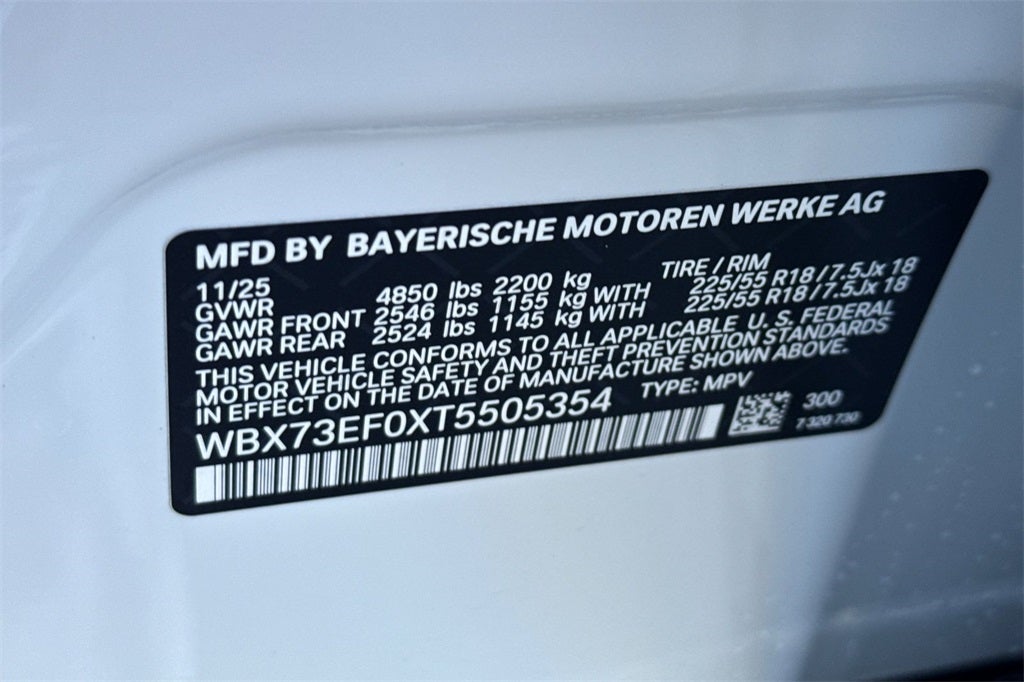 MFD BY BAYERISCHE MOTOREN WERKE AG
11/25 TIRE / RIM
GVWR 4850 lbs 2200 kg
GAWR FRONT 2546 lbs 1155 kg WITH 225/55 R18 / 7.5Jx 18
GAWR REAR 2524 lbs 1145 kg WITH 225/55 R18 / 7.5Jx 18
THIS VEHICLE CONFORMS TO ALL APPLICABLE U. S. FEDERAL
MOTOR VEHICLE SAFETY AND THEFT PREVENTION STANDARDS
IN EFFECT ON THE DATE OF MANUFACTURE SHOWN ABOVE.
WBX73EF0XT5505354 TYPE: MPV
300
7 320 730